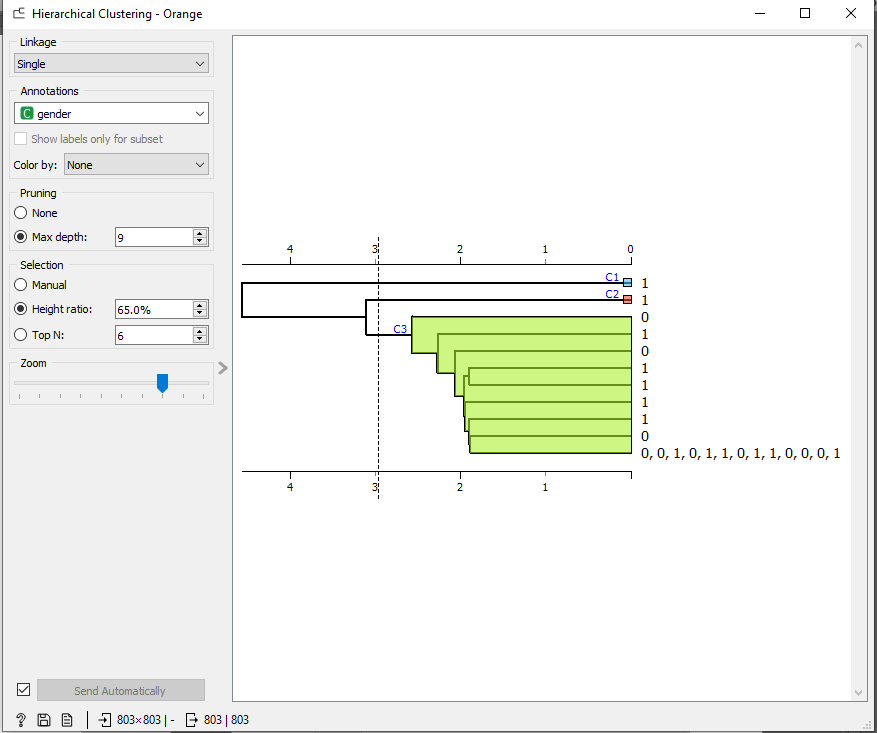 Hierarchical Clustering - Orange
Linkage
Single
Annotations
C gender
Show labels only for subset
Color by: None
Pruning
None
Max depth: 9
Selection
Manual
Height ratio: 65.0%
Top N: 6
Zoom
Send Automatically
? 803×803 | - 803 | 803
4 3 2 1 0
C1 1
C2 1
0
C3 1
0
1
1
1
1
0
0, 0, 1, 0, 1, 1, 0, 1, 1, 0, 0, 0, 1
4 3 2 1